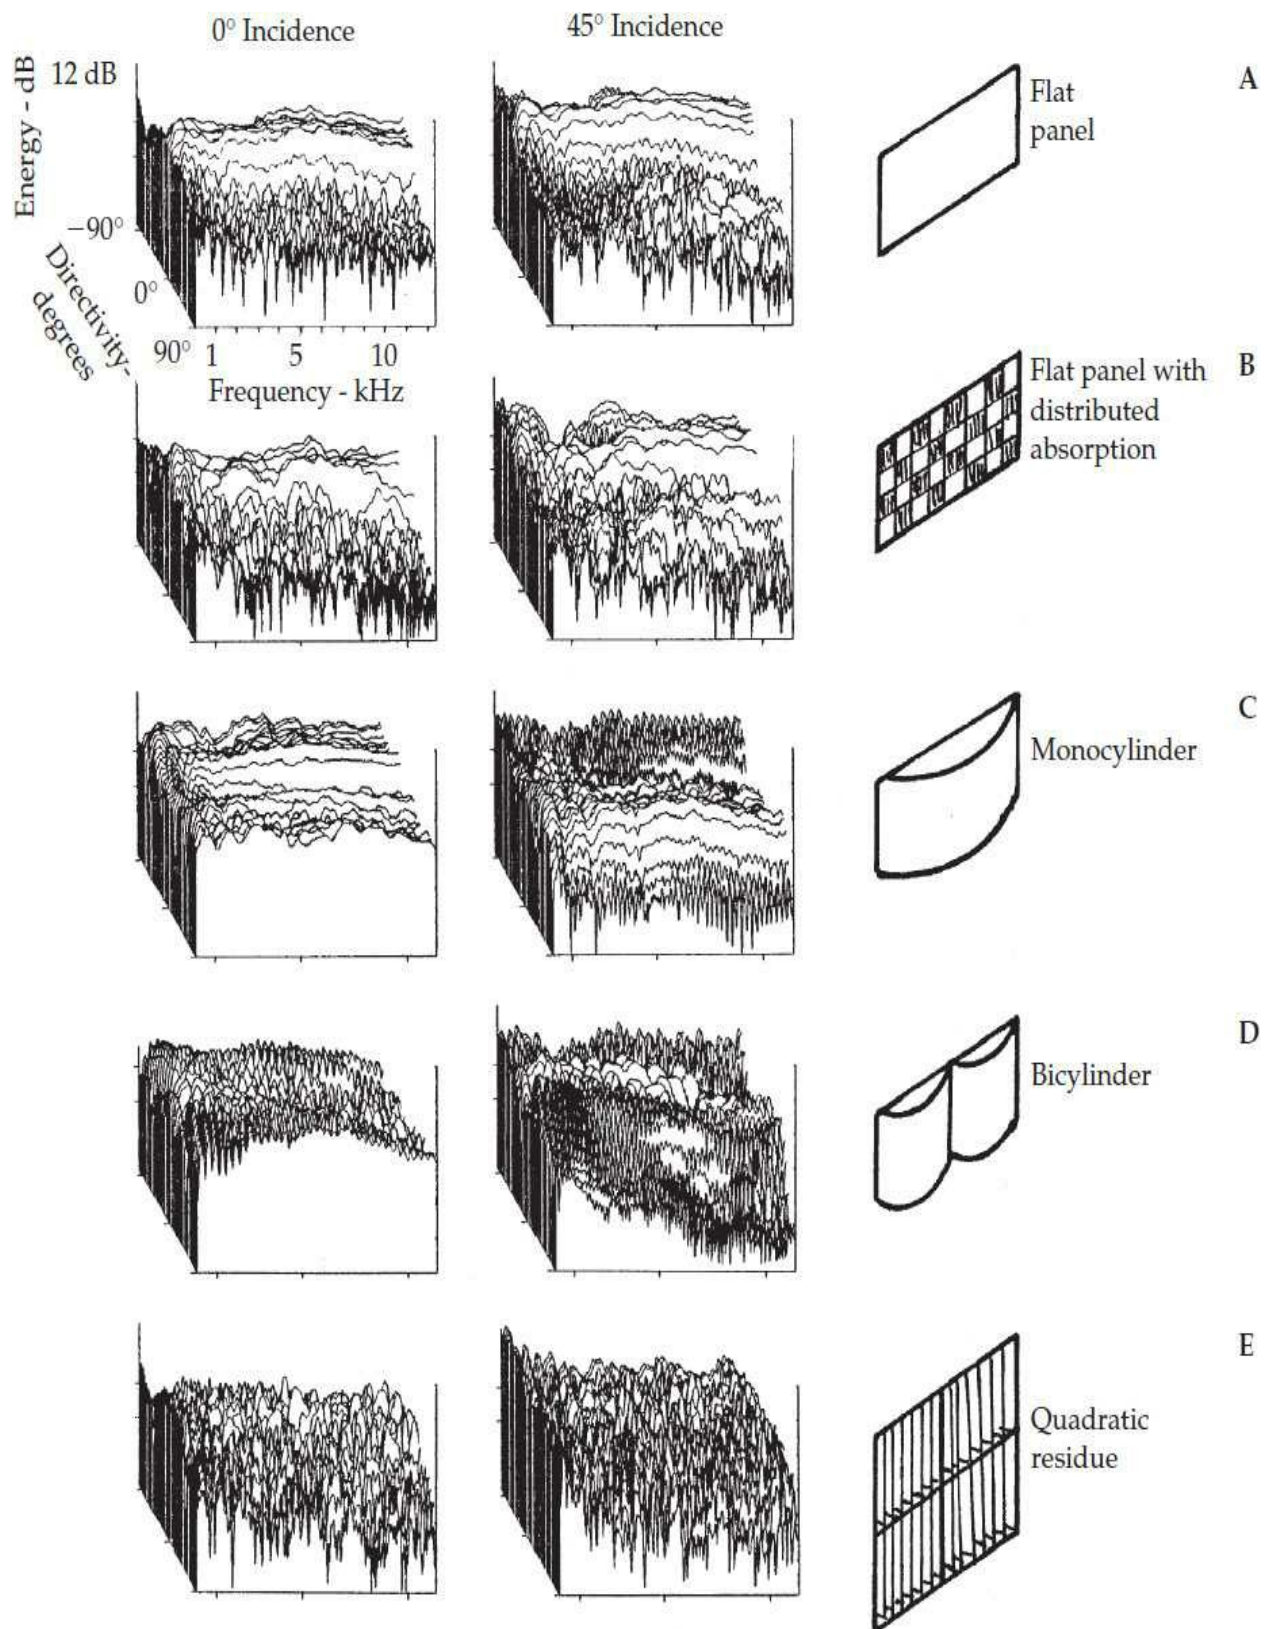 0° Incidence
45° Incidence
Energy - dB
12 dB
−90°
0°
90°
Directivity-
degrees
1
5
10
Frequency - kHz
A
Flat
panel
B
Flat panel with
distributed
absorption
C
Monocylinder
D
Bicylinder
E
Quadratic
residue